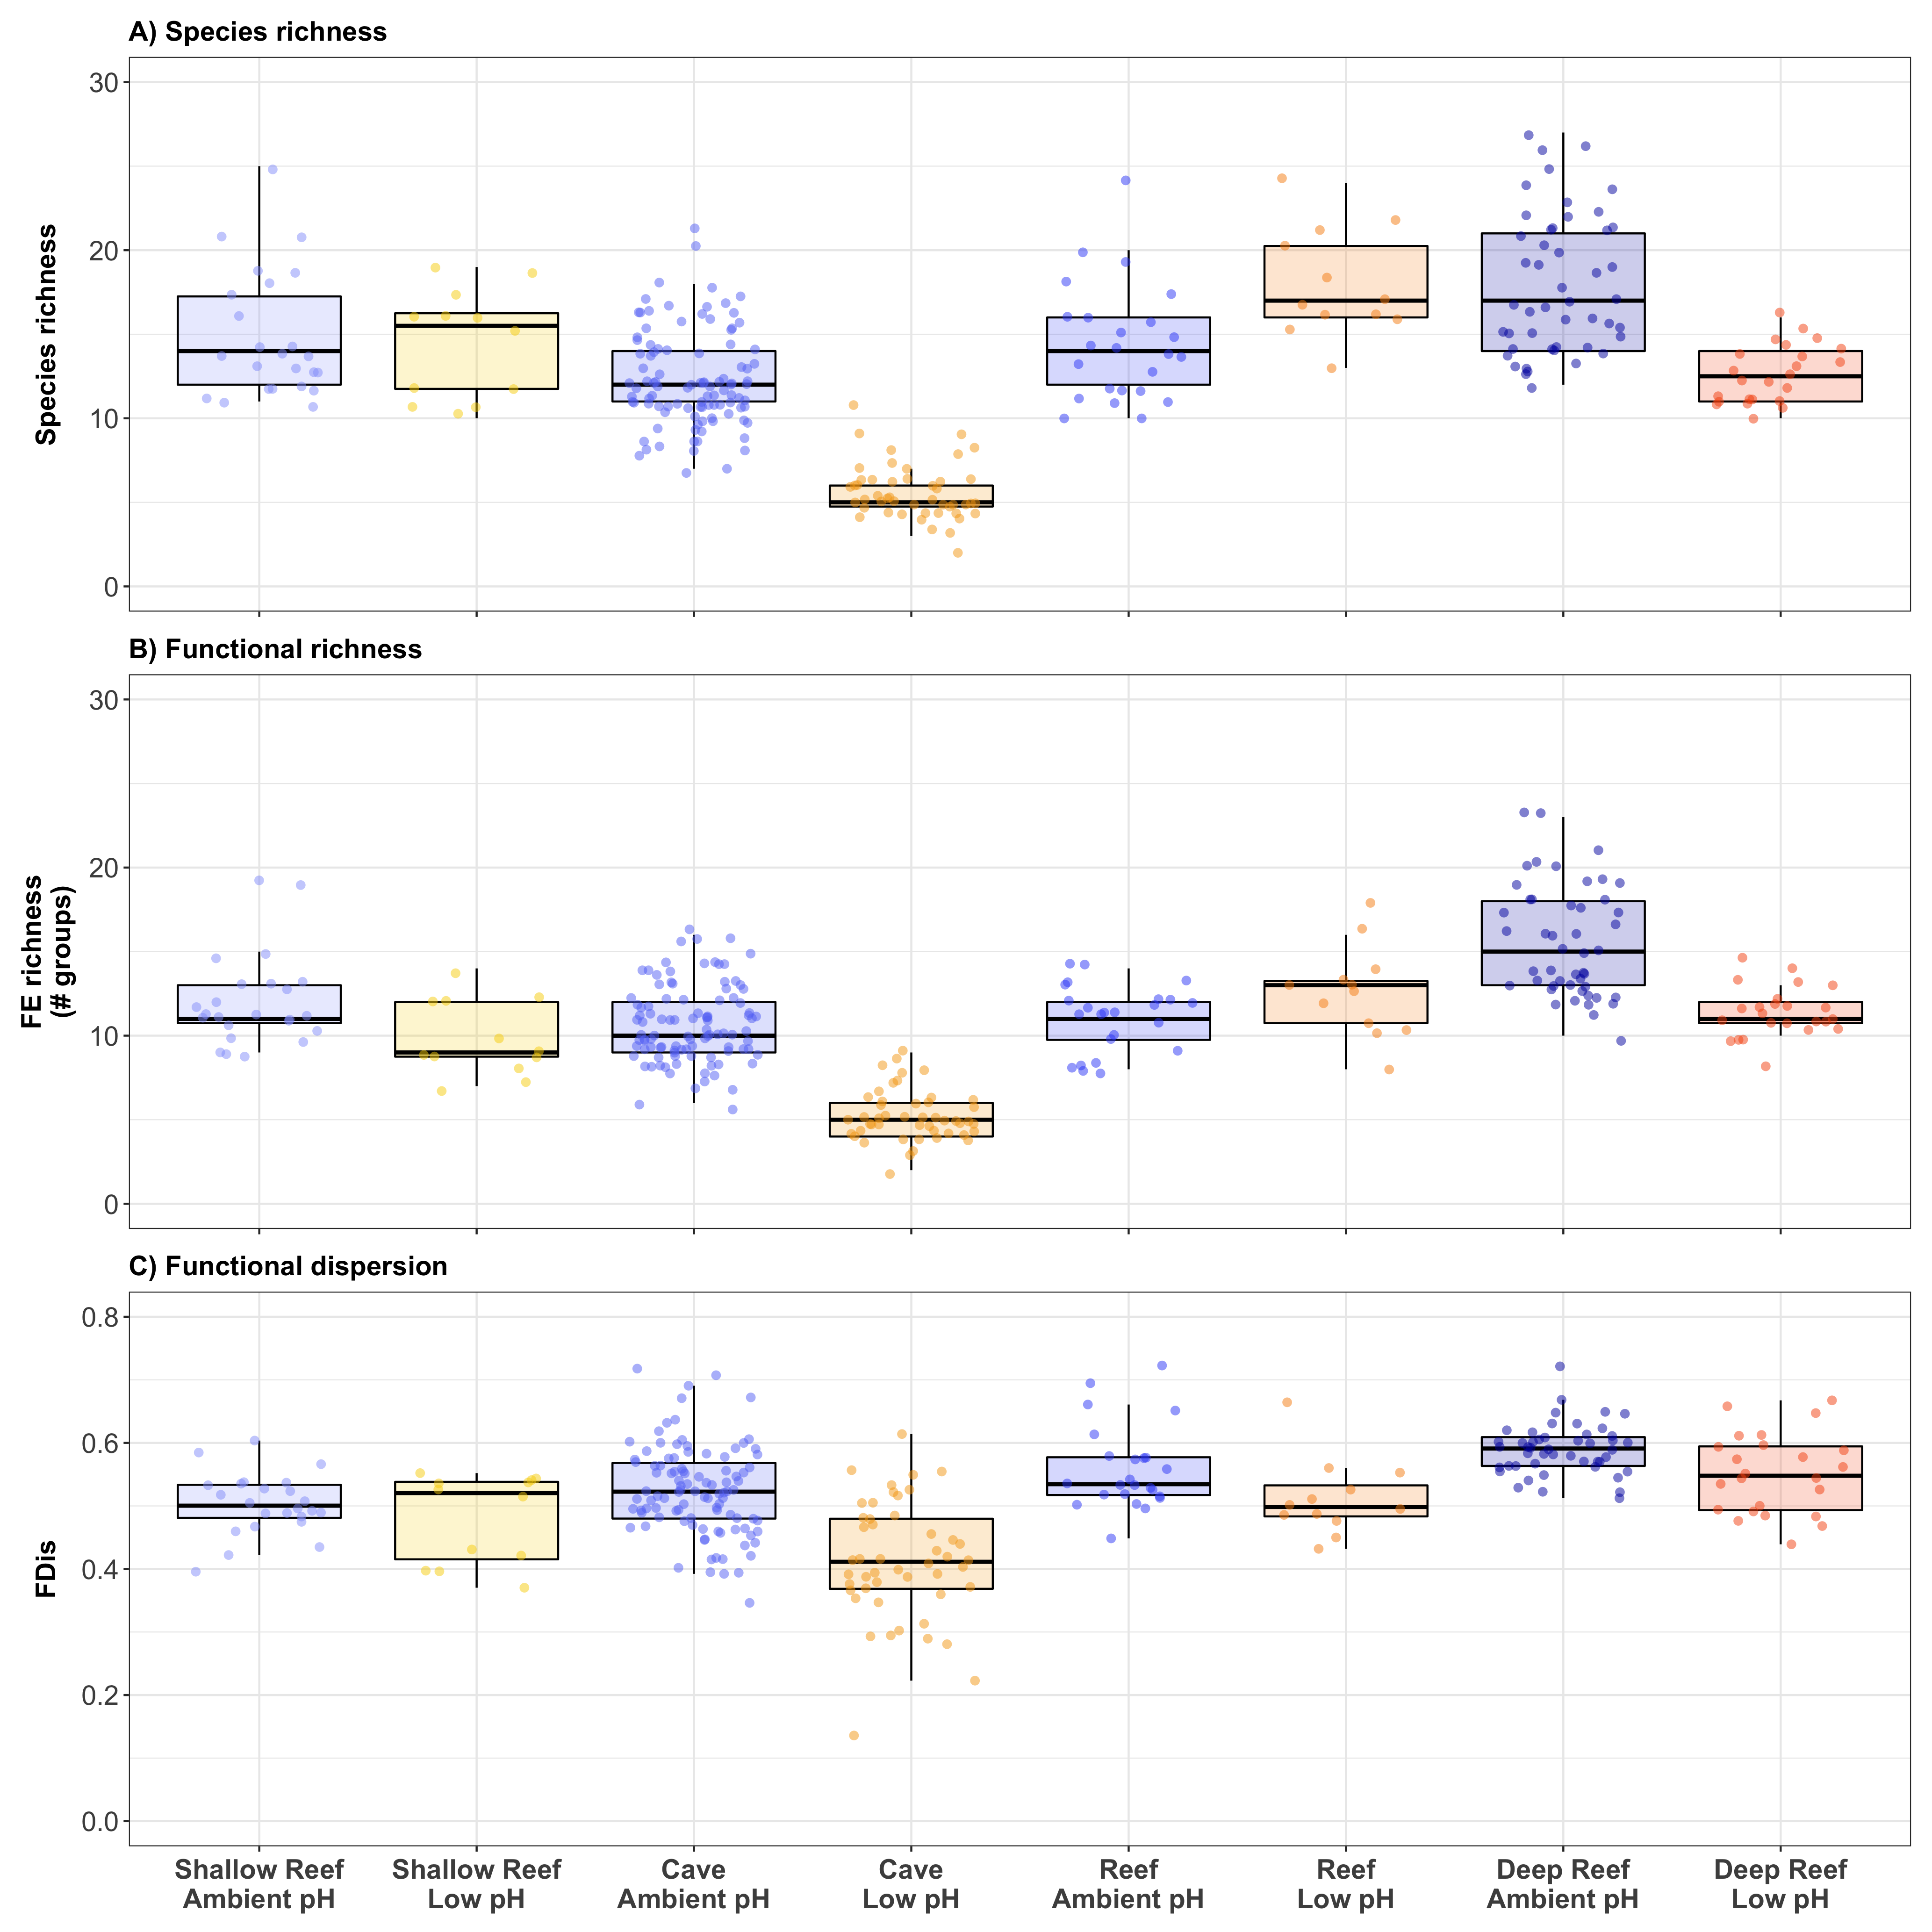 A) Species richness
30
20
10
0
Species richness
B) Functional richness
30
20
10
0
FE richness
(# groups)
C) Functional dispersion
0.8
0.6
0.4
0.2
0.0
FDis
Shallow Reef Shallow Reef Cave Cave Reef Reef Deep Reef Deep Reef
Ambient pH Low pH Ambient pH Low pH Ambient pH Low pH Ambient pH Low pH